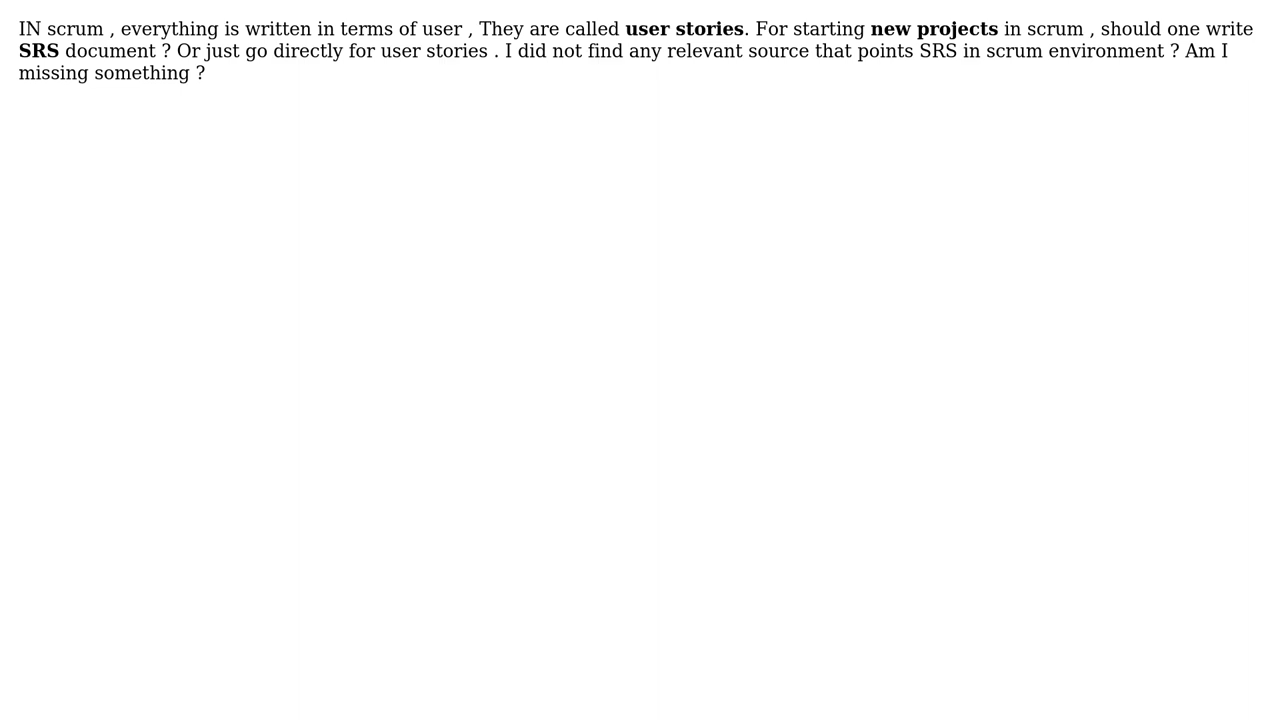 IN scrum , everything is written in terms of user , They are called user stories. For starting new projects in scrum , should one write
SRS document ? Or just go directly for user stories . I did not find any relevant source that points SRS in scrum environment ? Am I
missing something ?